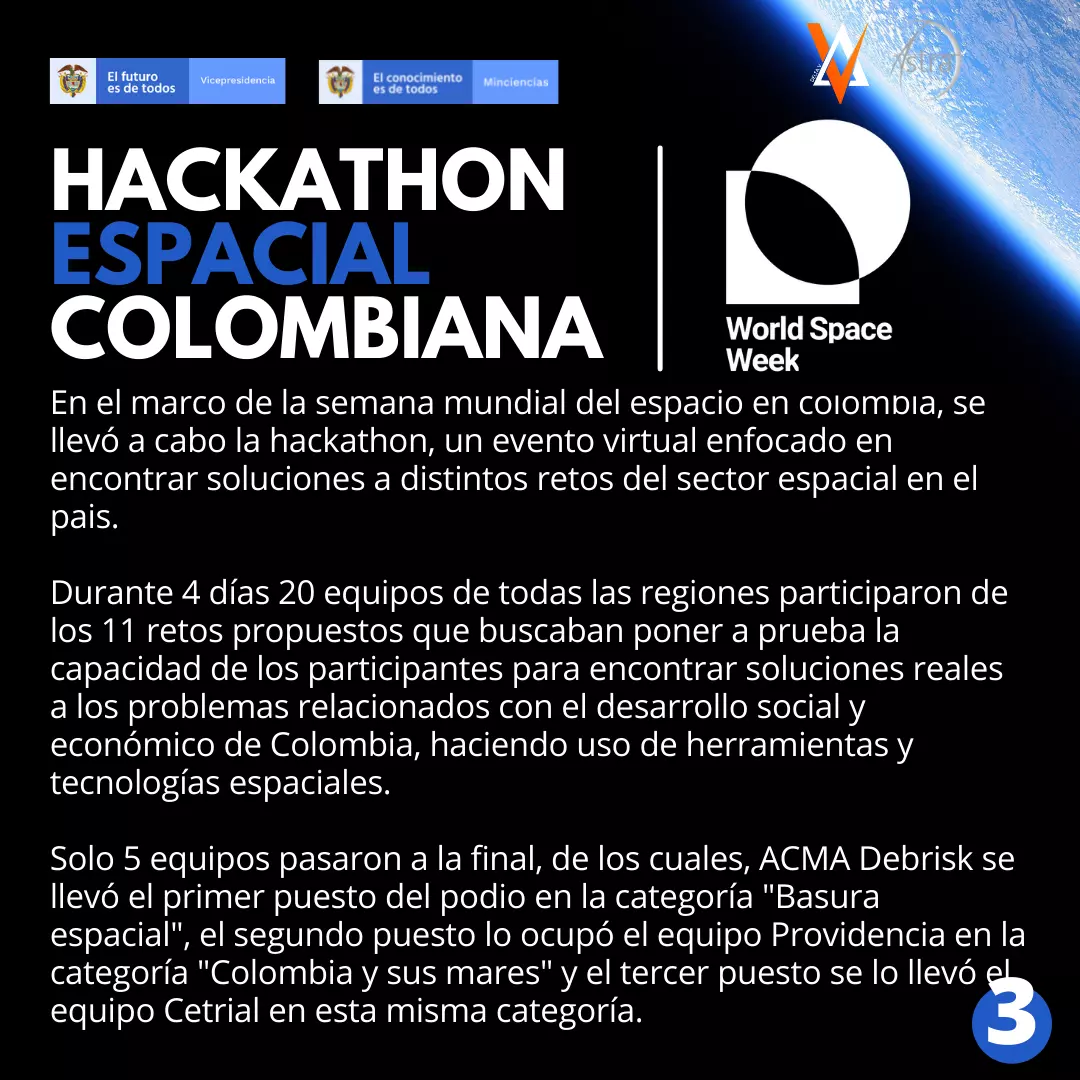 El futuro
es de todos
Vicepresidencia
El conocimiento
es de todos
Minciencias
Astra
HACKATHON
ESPACIAL
COLOMBIANA
World Space
Week
En el marco de la semana mundial del espacio en colombia, se
llevó a cabo la hackathon, un evento virtual enfocado en
encontrar soluciones a distintos retos del sector espacial en el
pais.
Durante 4 días 20 equipos de todas las regiones participaron de
los 11 retos propuestos que buscaban poner a prueba la
capacidad de los participantes para encontrar soluciones reales
a los problemas relacionados con el desarrollo social y
económico de Colombia, haciendo uso de herramientas y
tecnologías espaciales.
Solo 5 equipos pasaron a la final, de los cuales, ACMA Debrisk se
llevó el primer puesto del podio en la categoría "Basura
espacial", el segundo puesto lo ocupó el equipo Providencia en la
categoría "Colombia y sus mares" y el tercer puesto se lo llevó el
equipo Cetrial en esta misma categoría.
3